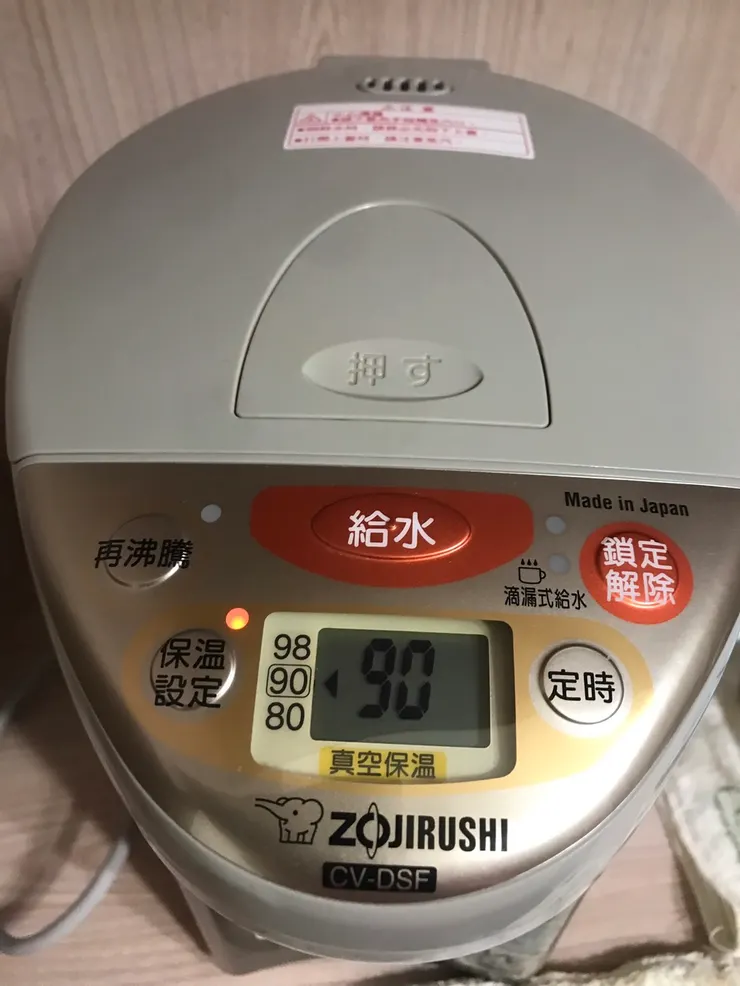 押す
Made in Japan
給水
再沸騰
鎖定
解除
滴漏式給水
保温
設定
98
90
80
90
定時
真空保温
ZOJIRUSHI
CV-DSF